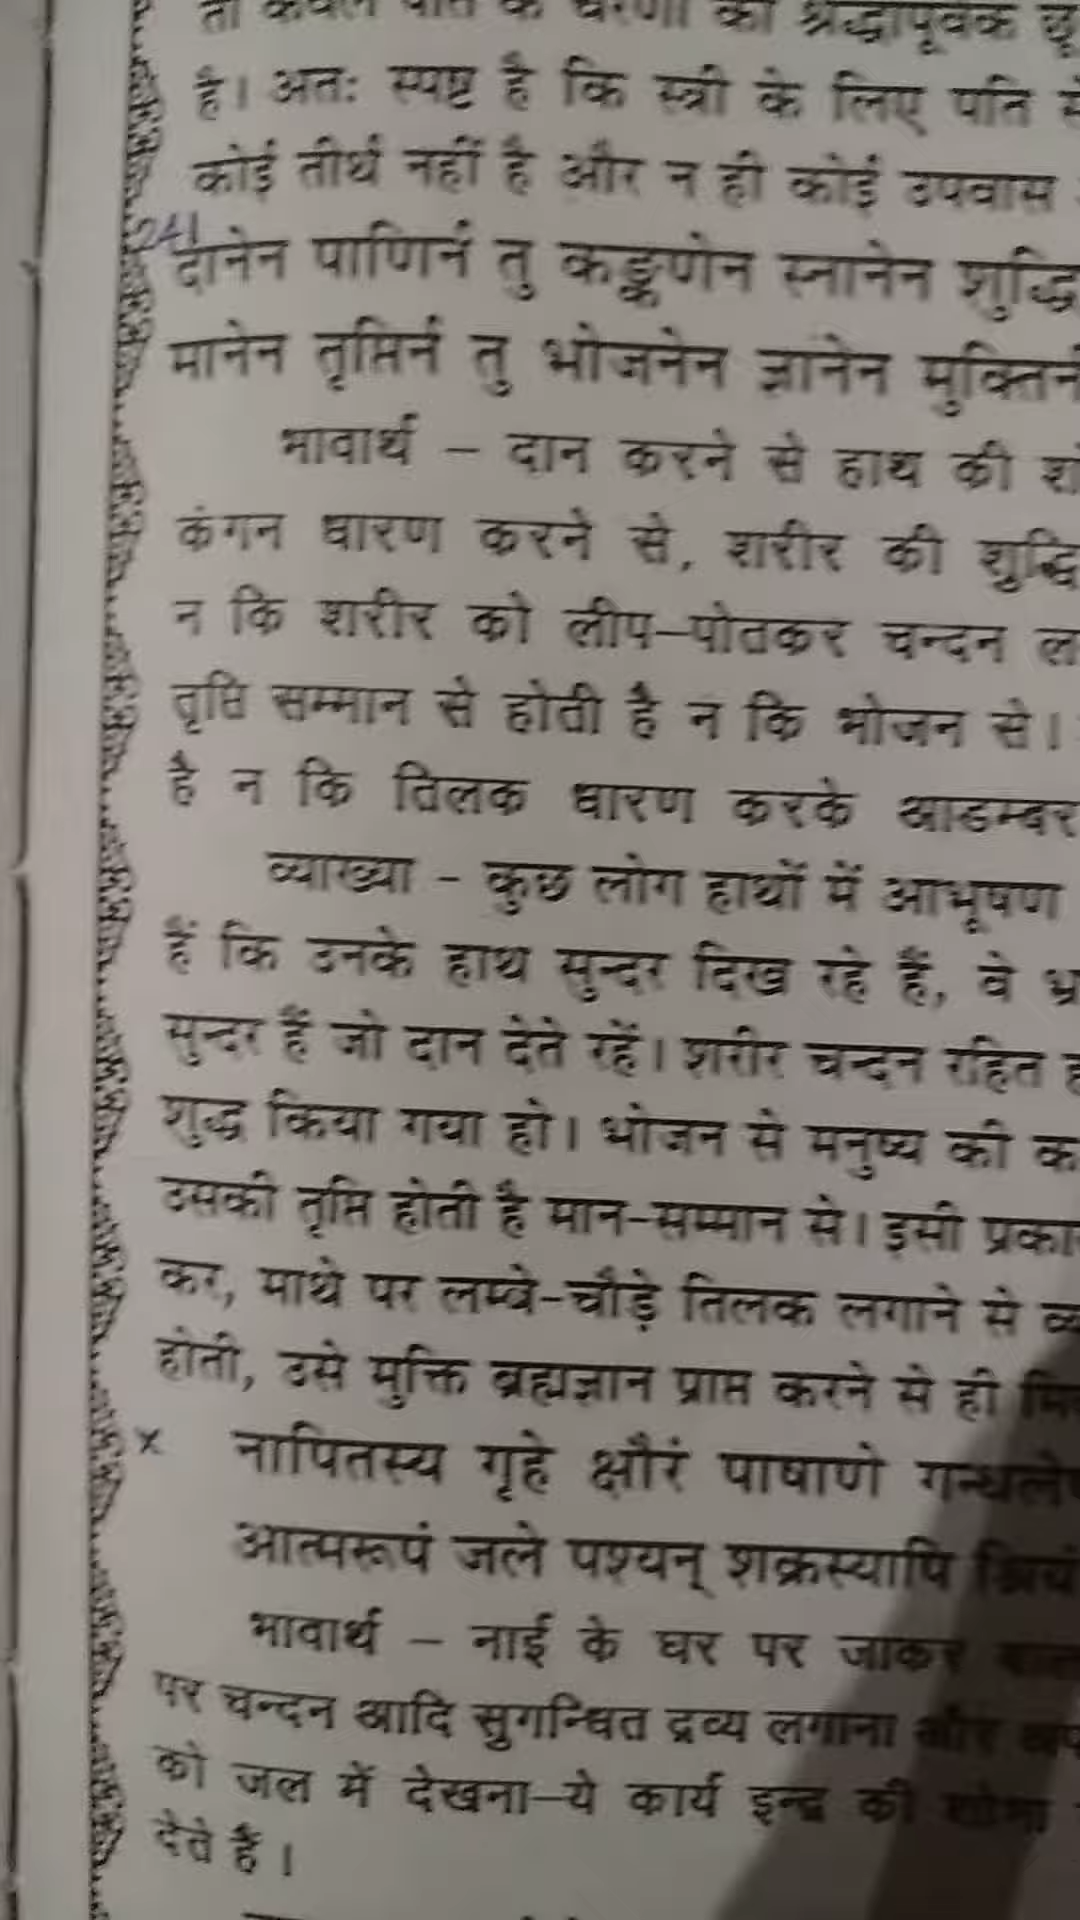 है। अतः स्पष्ट है कि स्त्री के लिए पति
कोई तीर्थ नहीं है और न ही कोई उपवास
241
दानेन पाणिर्न तु कङ्कणेन स्नानेन शुद्धि
मानेन तृप्तिर्न तु भोजनेन ज्ञानेन मुक्तिर्न
भावार्थ – दान करने से हाथ की
कंगन धारण करने से, शरीर की शुद्धि
न कि शरीर को लीप–पोतकर चन्दन
तृप्ति सम्मान से होती है न कि भोजन से।
है न कि तिलक धारण करके आडम्बर
व्याख्या - कुछ लोग हाथों में आभूषण
हैं कि उनके हाथ सुन्दर दिख रहे हैं, वे
सुन्दर हैं जो दान देते रहें। शरीर चन्दन रहित
शुद्ध किया गया हो। भोजन से मनुष्य की
उसकी तृप्ति होती है मान-सम्मान से। इसी
कर, माथे पर लम्बे-चौड़े तिलक लगाने से
होती, उसे मुक्ति ब्रह्मज्ञान प्राप्त करने से ही
x नापितस्य गृहे क्षौरं पाषाणे
आत्मरूपं जले पश्यन् शक्रस्यापि
भावार्थ – नाई के घर पर जाकर
पर चन्दन आदि सुगन्धित द्रव्य लगाना और
को जल में देखना–ये कार्य इन्द्र की शोभा
देते हैं।